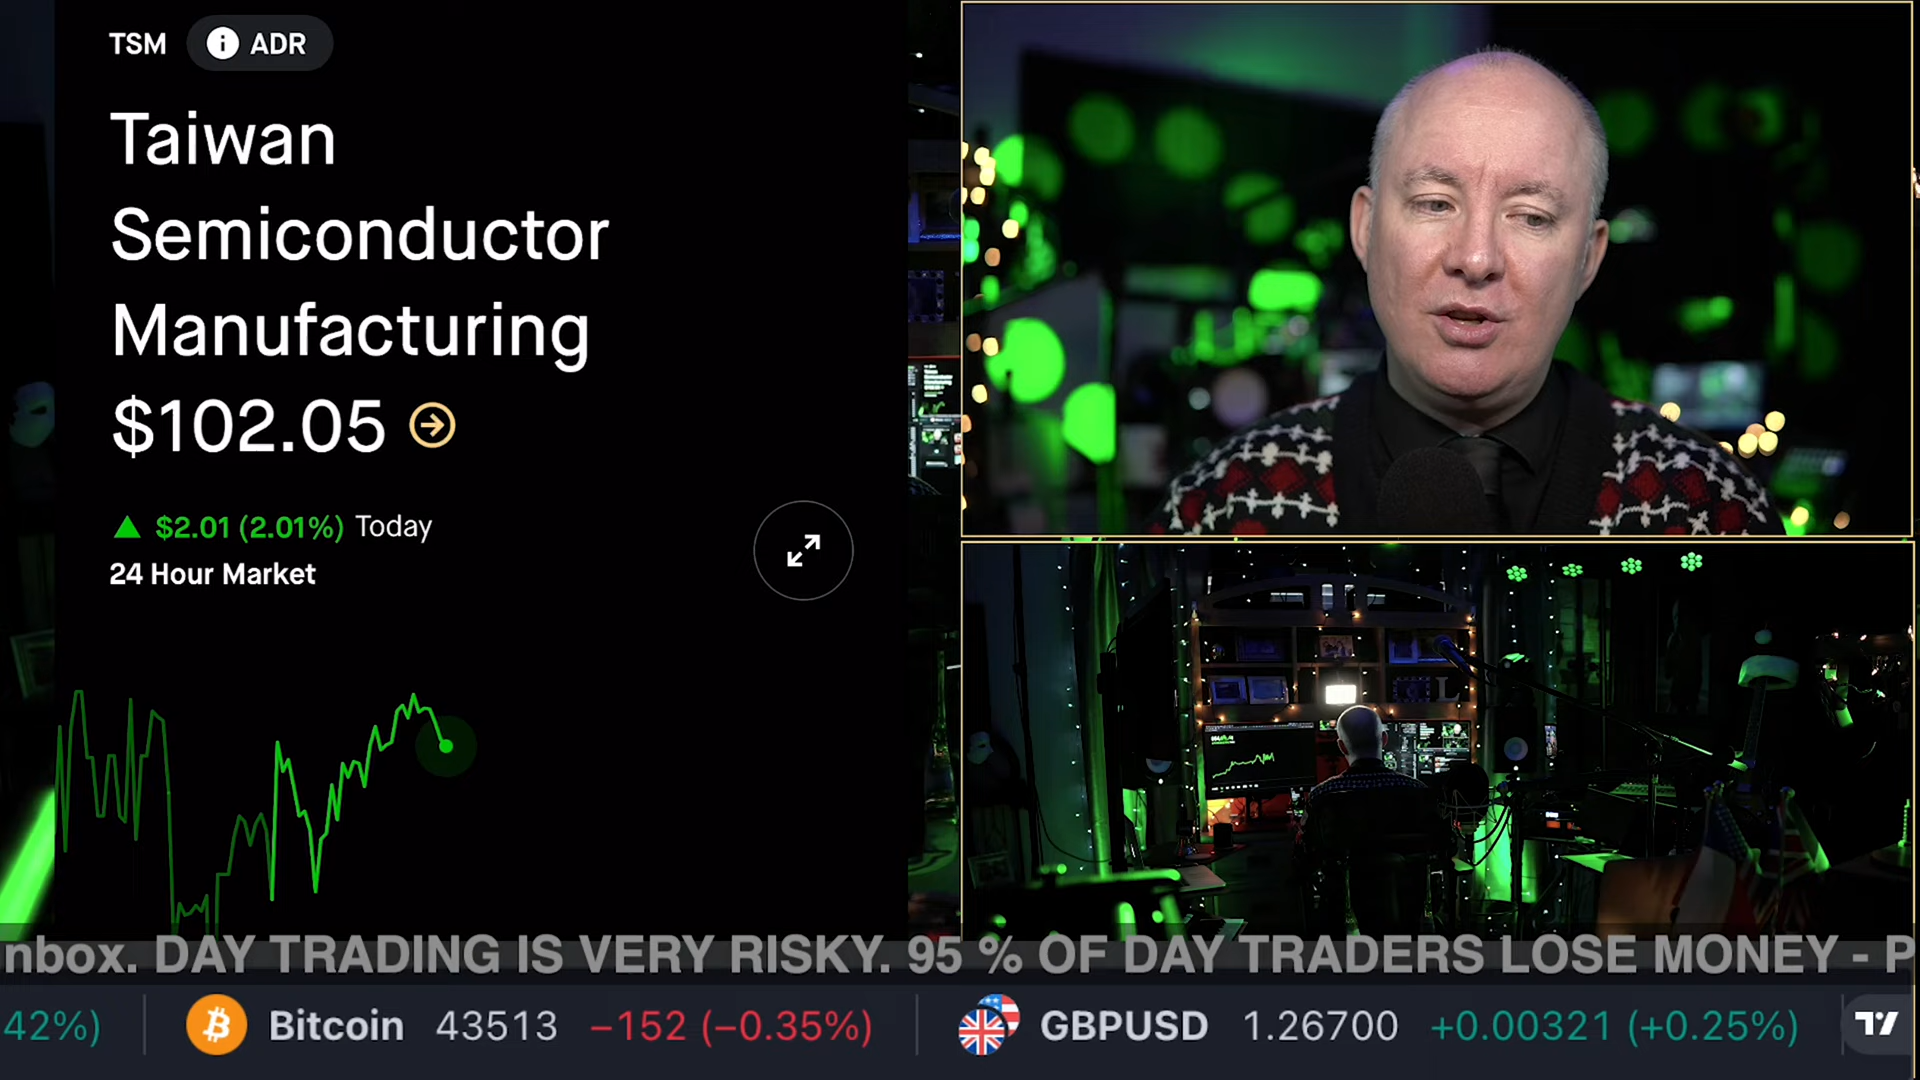 TSM
i ADR
Taiwan
Semiconductor
Manufacturing
$102.05
▲ $2.01 (2.01%) Today
24 Hour Market
L
nbox. DAY TRADING IS VERY RISKY. 95 % OF DAY TRADERS LOSE MONEY - P
42%)
Bitcoin 43513 −152 (−0.35%)
GBPUSD 1.26700 +0.00321 (+0.25%)